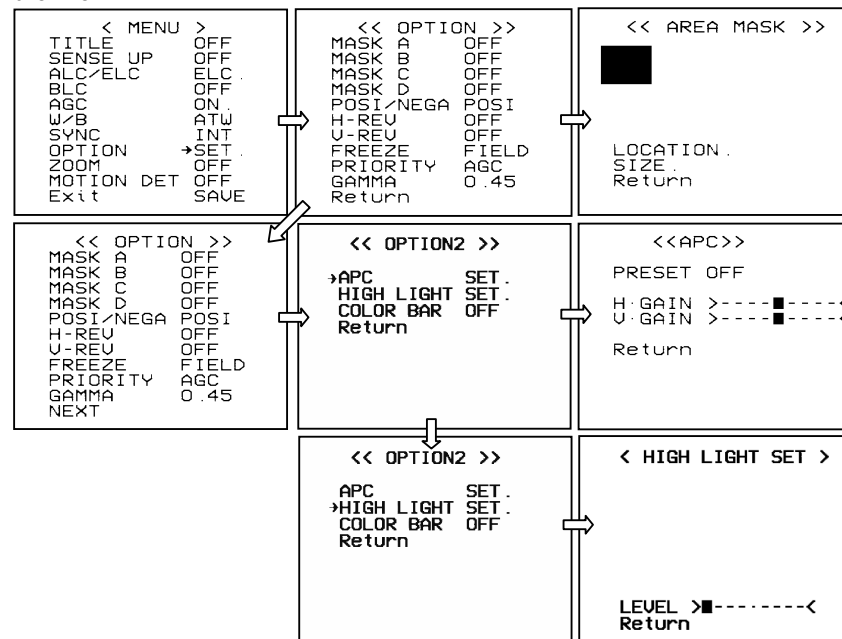 < MENU >
TITLE OFF
SENSE UP OFF
ALC/ELC ELC.
BLC OFF
AGC ON.
W/B ATW
SYNC INT
OPTION →SET.
ZOOM OFF
MOTION DET OFF
Exit SAVE
<< OPTION >>
MASK A OFF
MASK B OFF
MASK C OFF
MASK D OFF
POSI/NEGA POSI
H-REV OFF
V-REV OFF
FREEZE FIELD
PRIORITY AGC
GAMMA 0.45
Return
<< AREA MASK >>
LOCATION.
SIZE.
Return
<< OPTION >>
MASK A OFF
MASK B OFF
MASK C OFF
MASK D OFF
POSI/NEGA POSI
H-REV OFF
V-REV OFF
FREEZE FIELD
PRIORITY AGC
GAMMA 0.45
NEXT
<< OPTION2 >>
→APC SET.
HIGH LIGHT SET.
COLOR BAR OFF
Return
<<APC>>
PRESET OFF
H·GAIN >----■----<
V·GAIN >----■----<
Return
<< OPTION2 >>
APC SET.
→HIGH LIGHT SET.
COLOR BAR OFF
Return
< HIGH LIGHT SET >
LEVEL >■--------<
Return